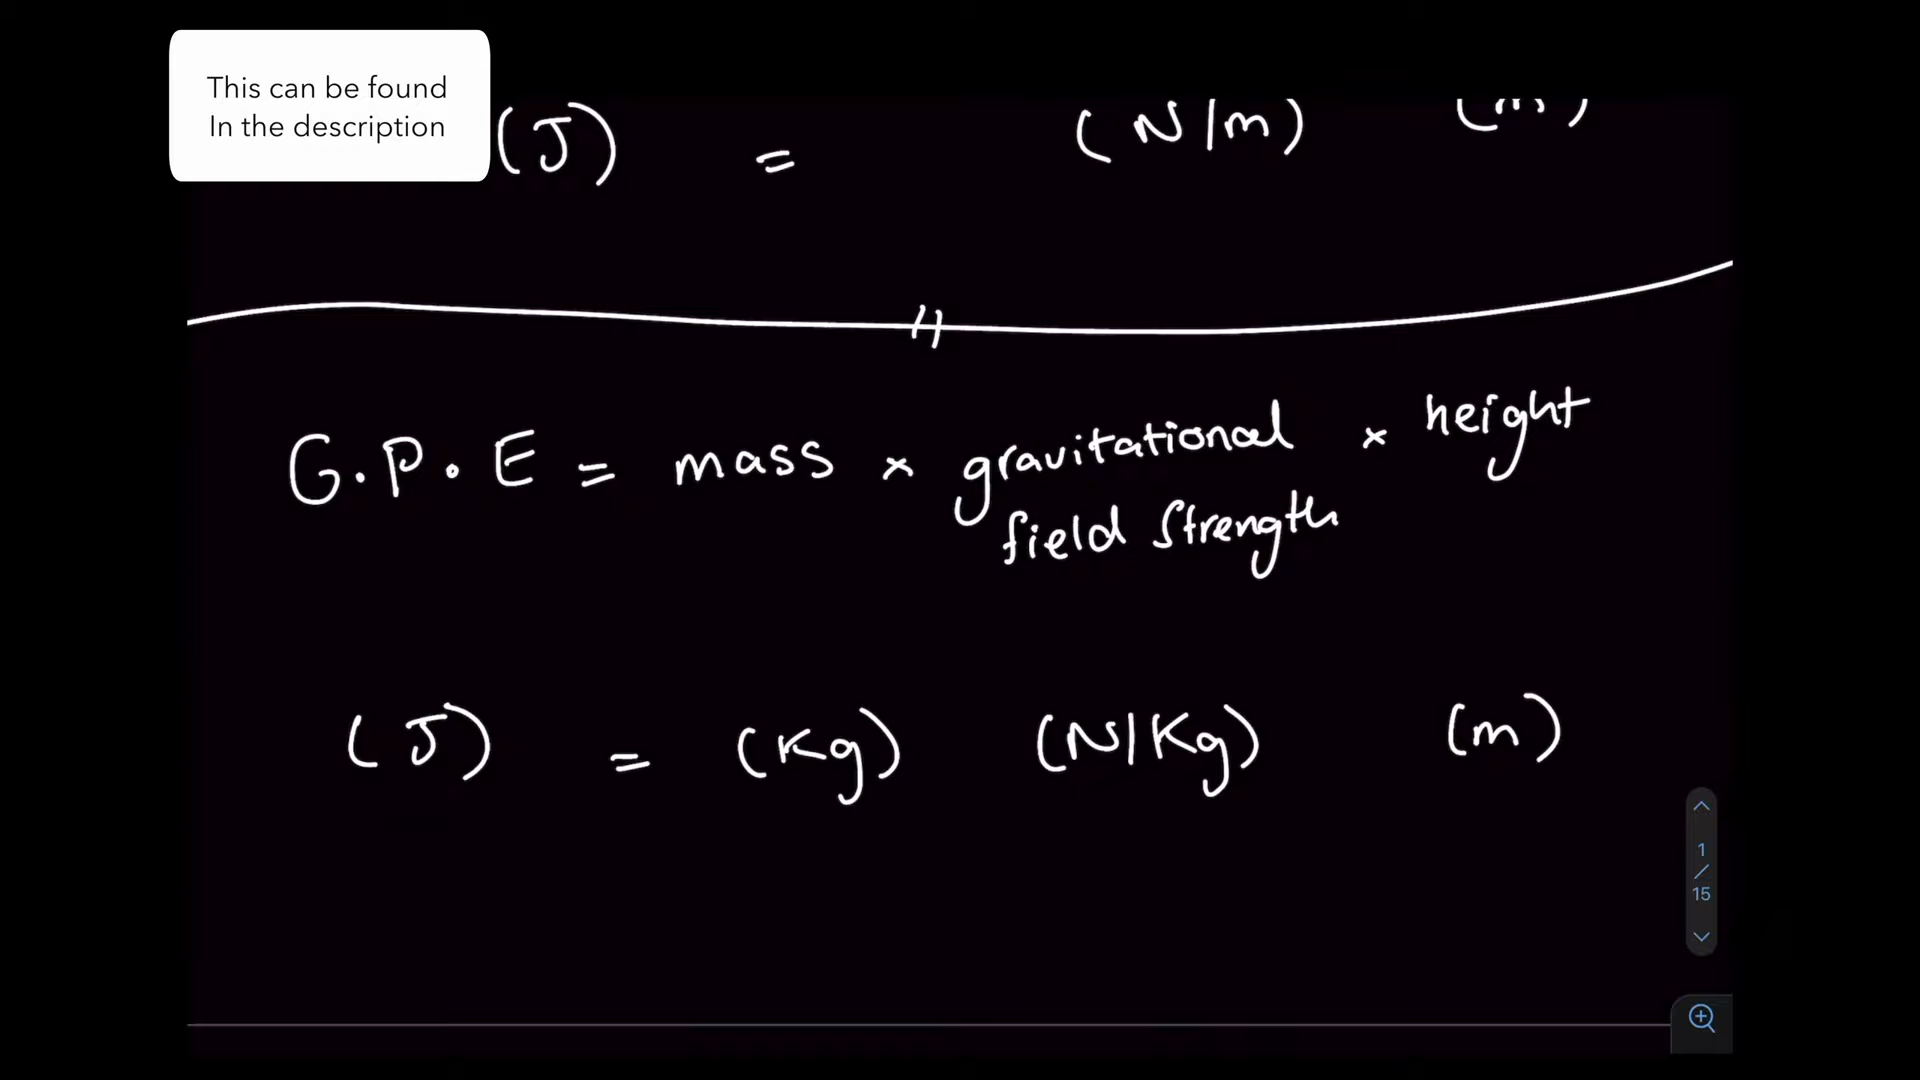 This can be found
In the description
(J) = (N/m) (m)
G.P.E = mass × gravitational × height
field strength
(J) = (Kg) (N/Kg) (m)
1
/
15